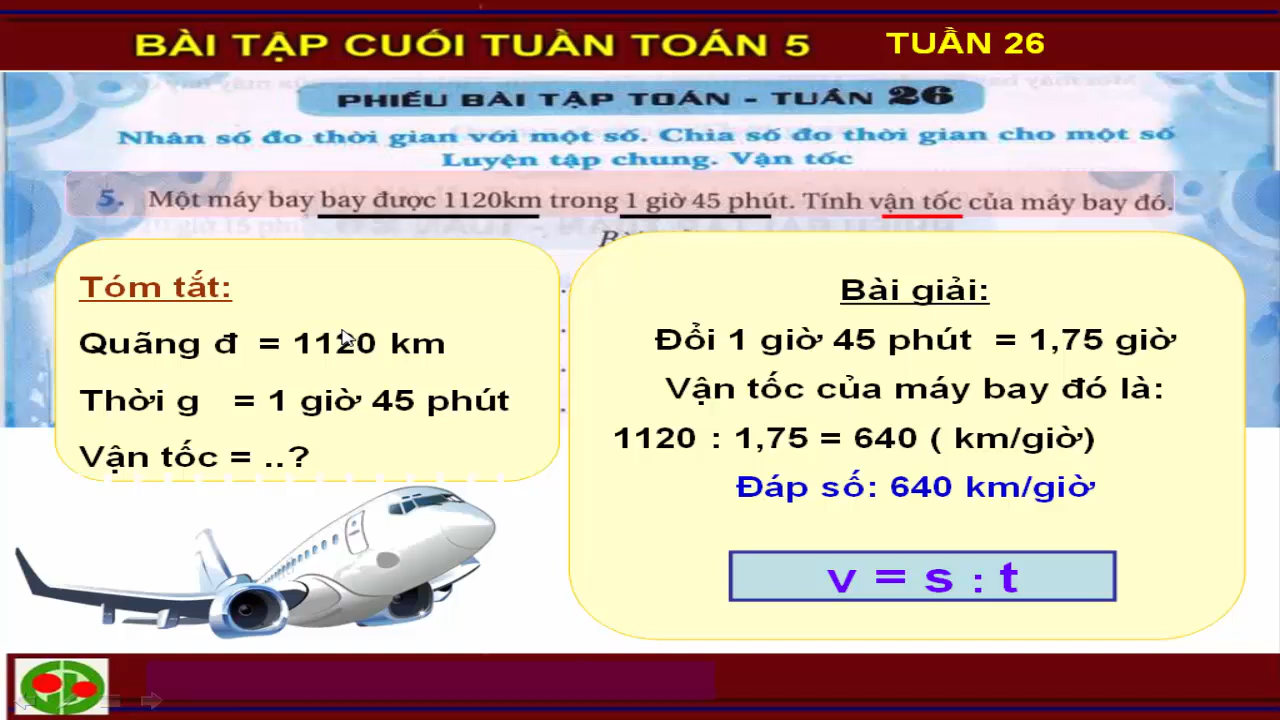 BÀI TẬP CUÓI TUẦN TOÁN 5 TUẦN 26
PHIẾU BÀI TẬP TOÁN - TUẦN 26
Nhân số đo thời gian với một số. Chia số đo thời gian cho một số
Luyện tập chung. Vận tốc
5. Một máy bay bay được 1120km trong 1 giờ 45 phút. Tính vận tốc của máy bay đó.
Tóm tắt:
Quãng đ = 1120 km
Thời g = 1 giờ 45 phút
Vận tốc = ..?
Bài giải:
Đổi 1 giờ 45 phút = 1,75 giờ
Vận tốc của máy bay đó là:
1120 : 1,75 = 640 ( km/giờ)
Đáp số: 640 km/giờ
v = s : t